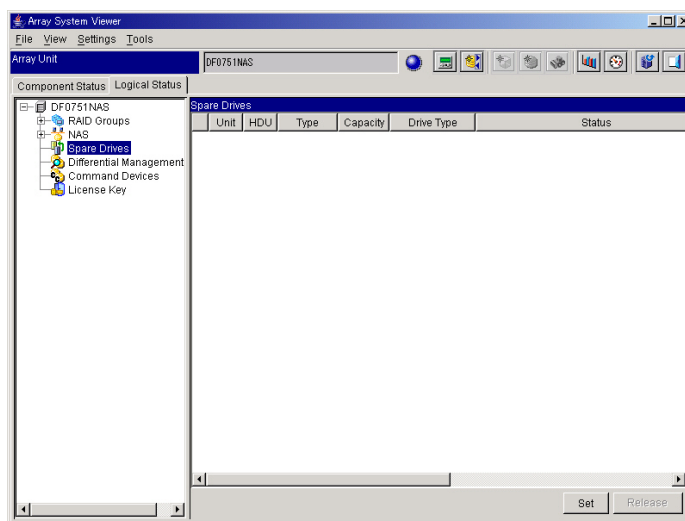 Array System Viewer
File View Settings Tools
Array Unit
DF0751NAS
Component Status
Logical Status
DF0751NAS
RAID Groups
NAS
Spare Drives
Differential Management
Command Devices
License Key
Spare Drives
Unit HDU Type Capacity Drive Type Status
Set Release